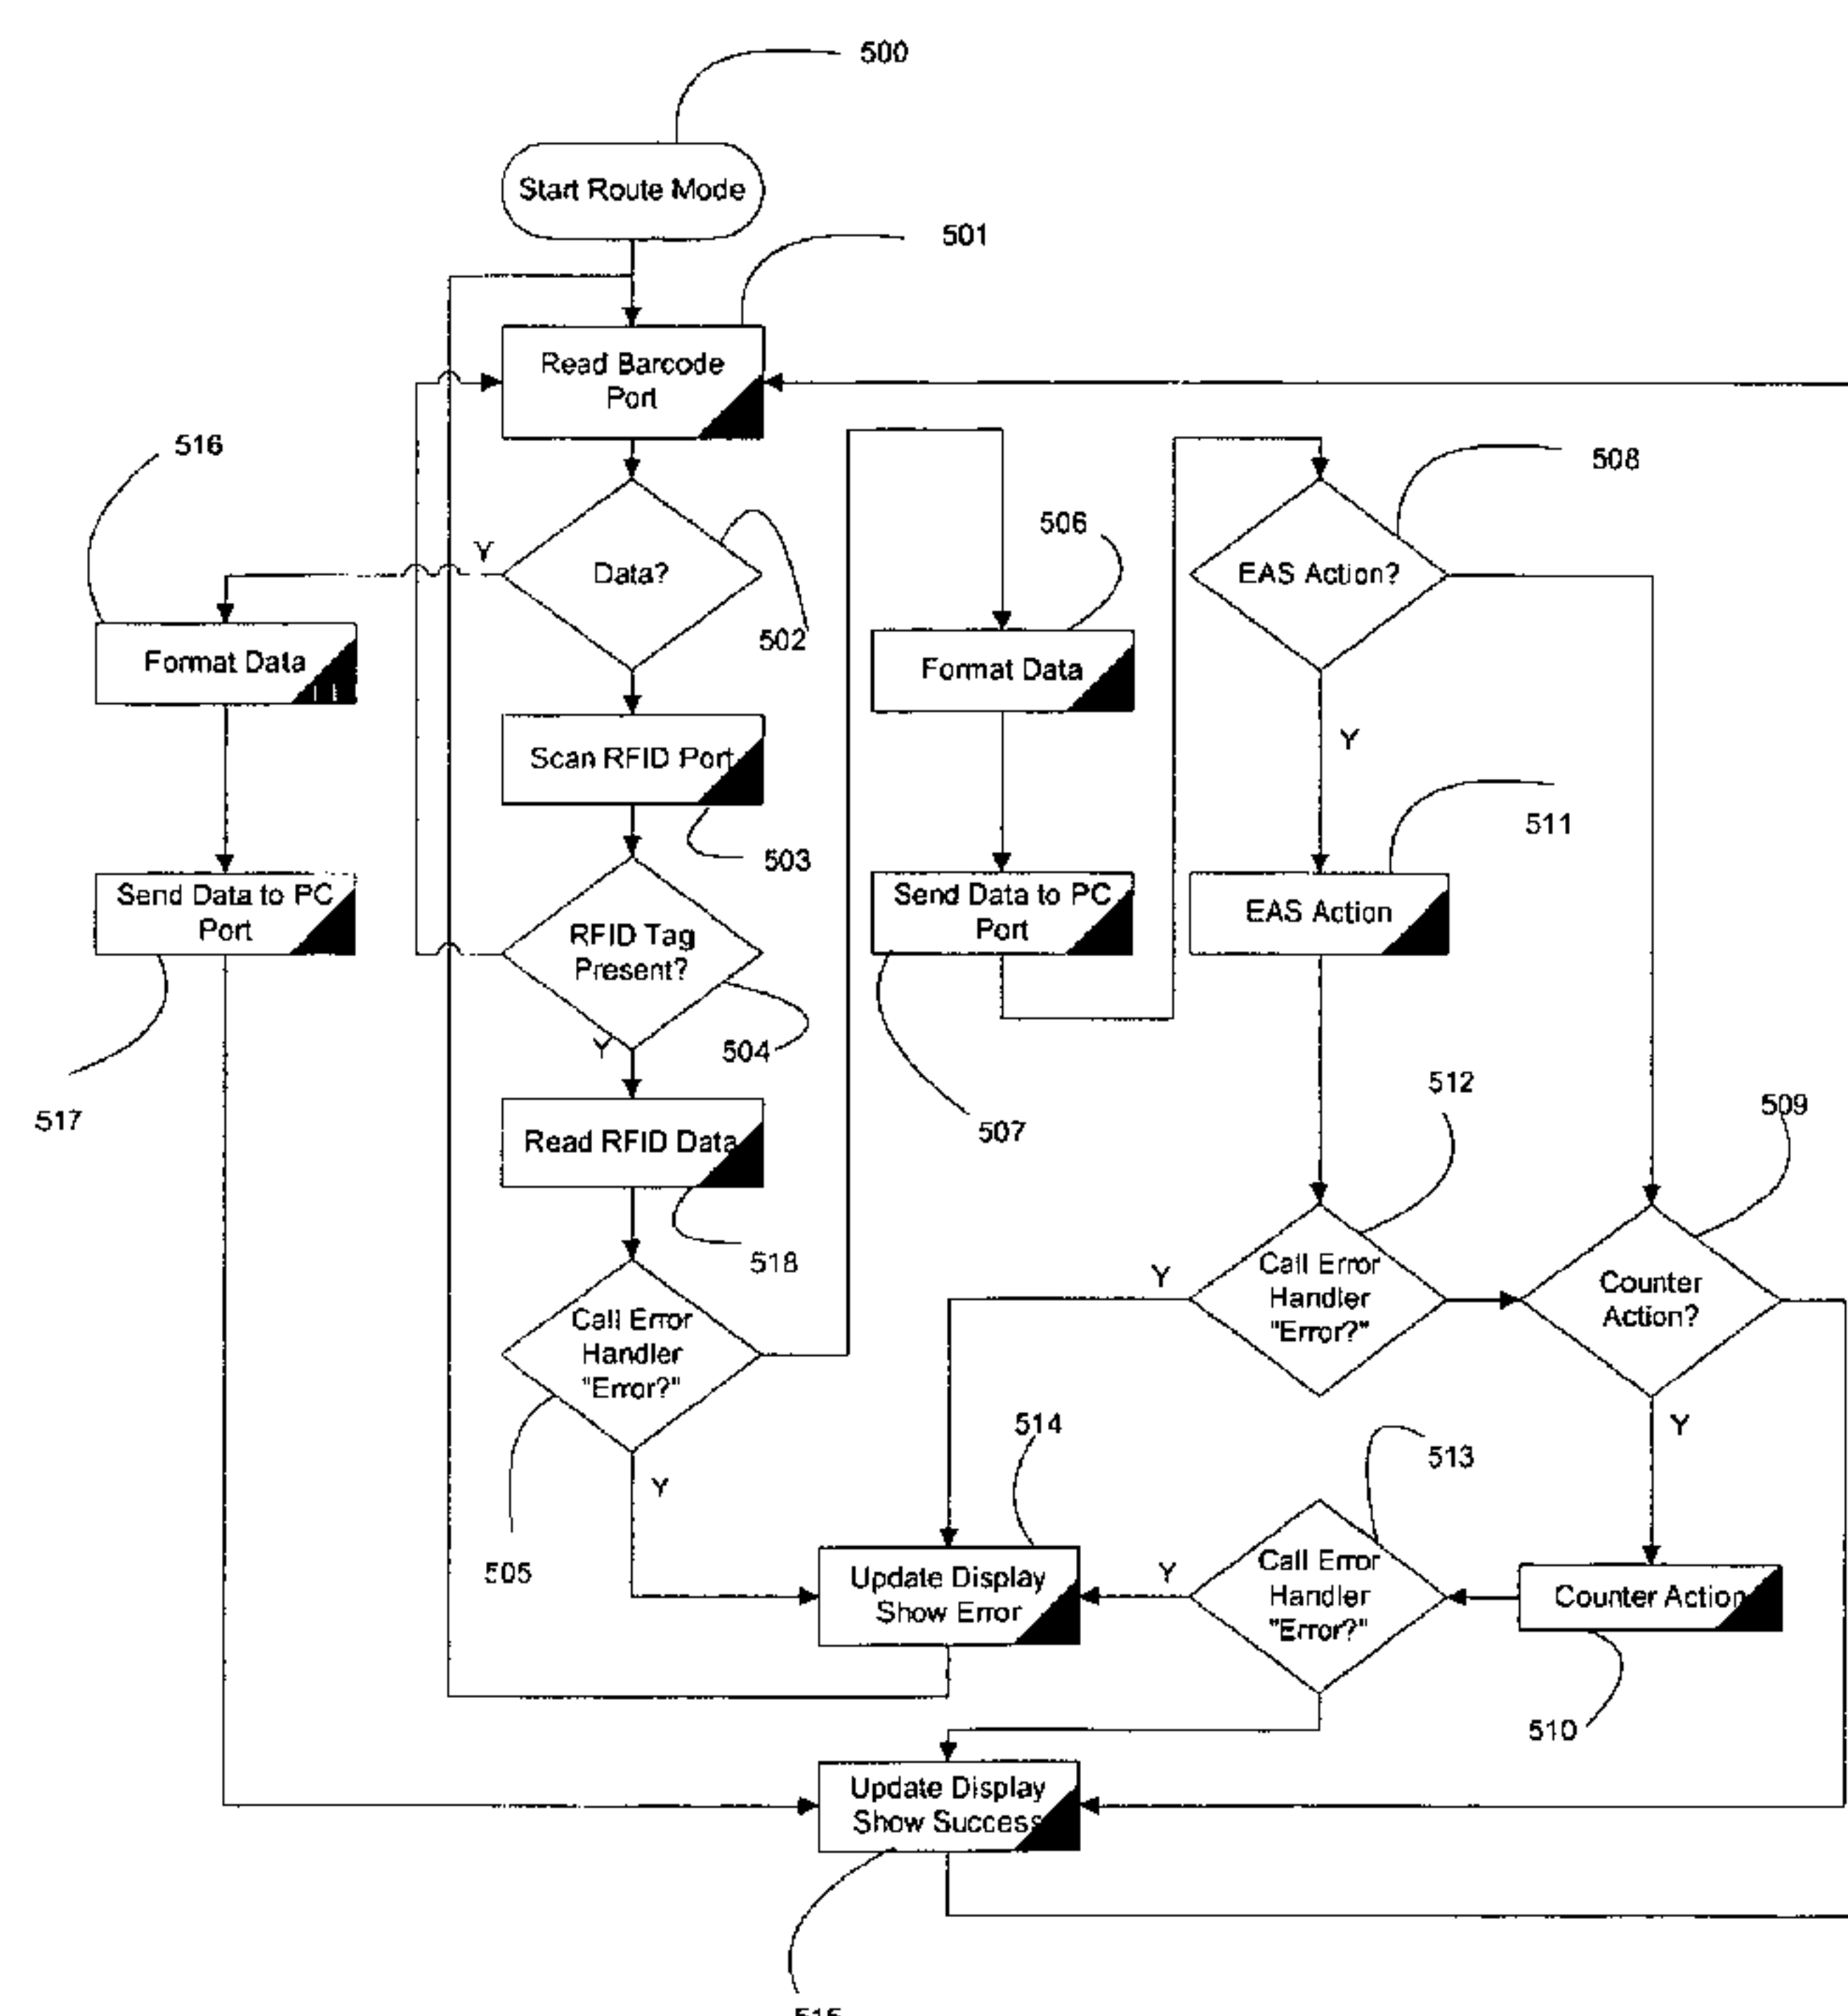 500
Start Route Mode
501
Read Barcode
Port
516
508
506
Y
Data?
EAS Action?
502
Format Data
Format Data
Y
Scan RFID Port
511
503
Send Data to PC
Port
Send Data to PC
Port
EAS Action
RFID Tag
Present?
Y
504
512
509
517
507
Read RFID Data
518
Y
Call Error
Handler
"Error?"
Counter
Action?
Call Error
Handler
"Error?"
514
Y
513
Y
505
Update Display
Show Error
Y
Call Error
Handler
"Error?"
Counter Action
510
Update Display
Show Success
515